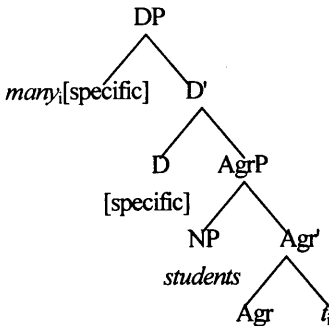 DP
many_i[specific] D'
D AgrP
[specific]
NP Agr'
students
Agr t_i